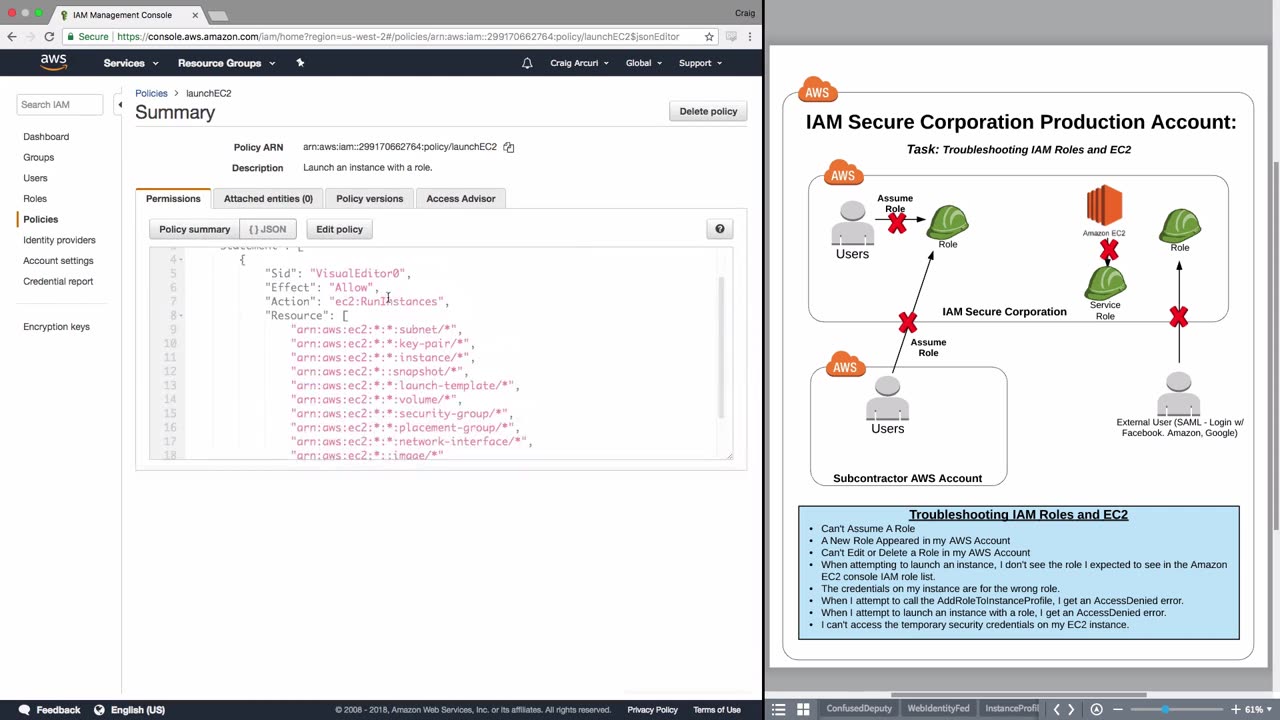 IAM Management Console
Craig
Secure
https://console.aws.amazon.com/iam/home?region=us-west-2#/policies/arn:aws:iam::299170662764:policy/launchEC2$jsonEditor
aws
Services
Resource Groups
Craig Arcuri
Global
Support
Search IAM
Dashboard
Groups
Users
Roles
Policies
Identity providers
Account settings
Credential report
Encryption keys
Policies > launchEC2
Summary
Delete policy
Policy ARN arn:aws:iam::299170662764:policy/launchEC2
Description Launch an instance with a role.
Permissions
Attached entities (0)
Policy versions
Access Advisor
Policy summary
{ } JSON
Edit policy
?
4 {
5 "Sid": "VisualEditor0",
6 "Effect": "Allow",
7 "Action": "ec2:RunInstances",
8 "Resource": [
9 "arn:aws:ec2:*:*:subnet/*",
10 "arn:aws:ec2:*:*:key-pair/*",
11 "arn:aws:ec2:*:*:instance/*",
12 "arn:aws:ec2:*::snapshot/*",
13 "arn:aws:ec2:*:*:launch-template/*",
14 "arn:aws:ec2:*:*:volume/*",
15 "arn:aws:ec2:*:*:security-group/*",
16 "arn:aws:ec2:*:*:placement-group/*",
17 "arn:aws:ec2:*:*:network-interface/*",
18 "arn:aws:ec2:*::image/*"
Feedback
English (US)
© 2008 - 2018, Amazon Web Services, Inc. or its affiliates. All rights reserved.
Privacy Policy
Terms of Use
AWS
IAM Secure Corporation Production Account:
Task: Troubleshooting IAM Roles and EC2
AWS
Assume
Role
Users
Role
Amazon EC2
Role
Service
Role
IAM Secure Corporation
Assume
Role
AWS
Users
Subcontractor AWS Account
External User (SAML - Login w/
Facebook. Amazon, Google)
Troubleshooting IAM Roles and EC2
• Can't Assume A Role
• A New Role Appeared in my AWS Account
• Can't Edit or Delete a Role in my AWS Account
• When attempting to launch an instance, I don't see the role I expected to see in the Amazon
EC2 console IAM role list.
• The credentials on my instance are for the wrong role.
• When I attempt to call the AddRoleToInstanceProfile, I get an AccessDenied error.
• When I attempt to launch an instance with a role, I get an AccessDenied error.
• I can't access the temporary security credentials on my EC2 instance.
ConfusedDeputy
WebIdentityFed
InstanceProfi
61%